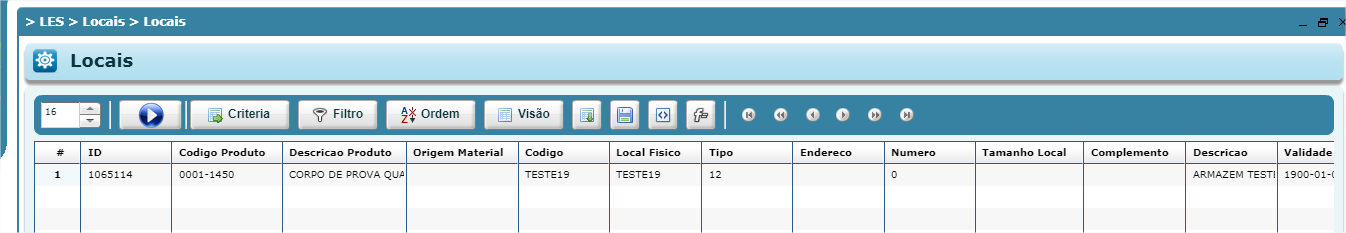 > LES > Locais > Locais
Locais
16 Criteria Filtro Ordem Visão
# ID Codigo Produto Descricao Produto Origem Material Codigo Local Fisico Tipo Endereco Numero Tamanho Local Complemento Descricao Validade
1 1065114 0001-1450 CORPO DE PROVA QUA TESTE19 TESTE19 12 0 ARMAZEM TESTE 1900-01-0